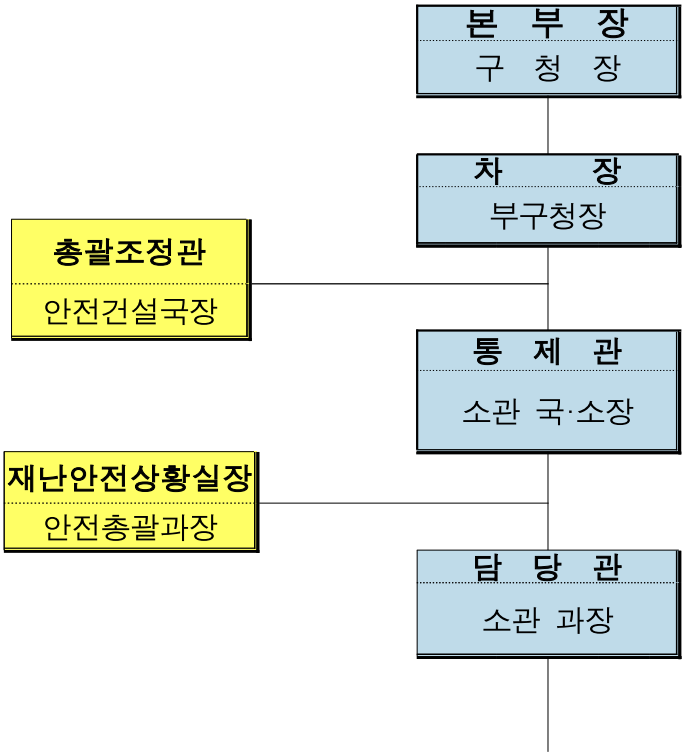 본 부 장
구 청 장
차 장
부구청장
총괄조정관
안전건설국장
통 제 관
소관 국·소장
재난안전상황실장
안전총괄과장
담 당 관
소관 과장